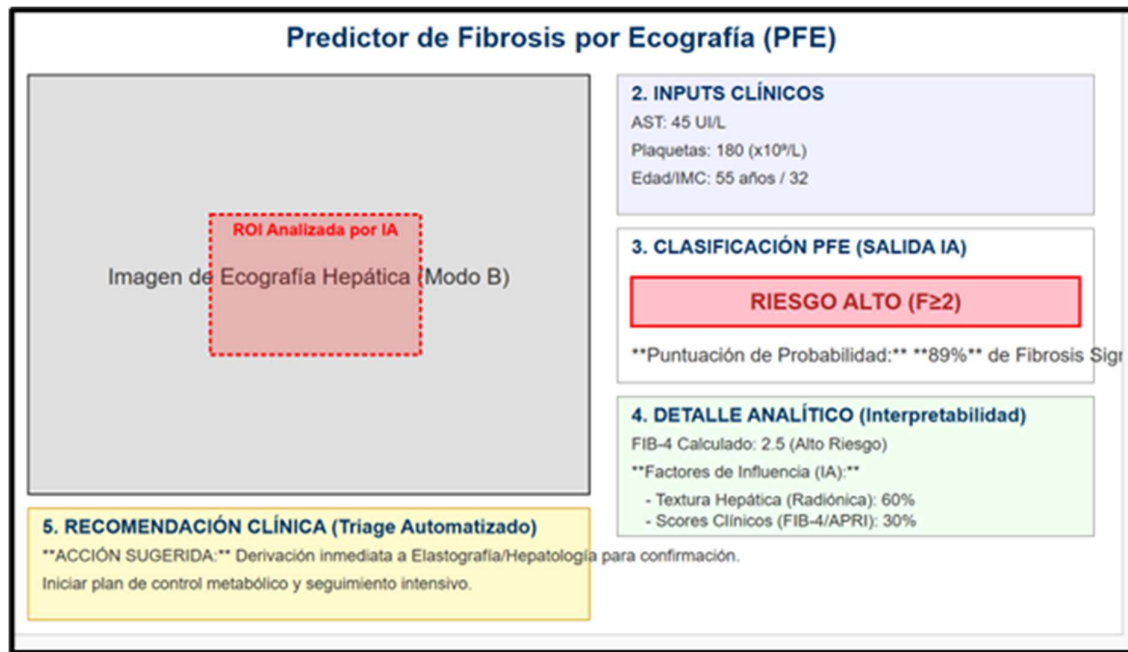 Predictor de Fibrosis por Ecografía (PFE)
ROI Analizada por IA
Imagen de Ecografía Hepática (Modo B)
2. INPUTS CLÍNICOS
AST: 45 UI/L
Plaquetas: 180 (x10⁹/L)
Edad/IMC: 55 años / 32
3. CLASIFICACIÓN PFE (SALIDA IA)
RIESGO ALTO (F≥2)
**Puntuación de Probabilidad:** **89%** de Fibrosis Sigr
4. DETALLE ANALÍTICO (Interpretabilidad)
FIB-4 Calculado: 2.5 (Alto Riesgo)
**Factores de Influencia (IA):**
- Textura Hepática (Radiónica): 60%
- Scores Clínicos (FIB-4/APRI): 30%
5. RECOMENDACIÓN CLÍNICA (Triage Automatizado)
**ACCIÓN SUGERIDA:** Derivación inmediata a Elastografía/Hepatología para confirmación.
Iniciar plan de control metabólico y seguimiento intensivo.